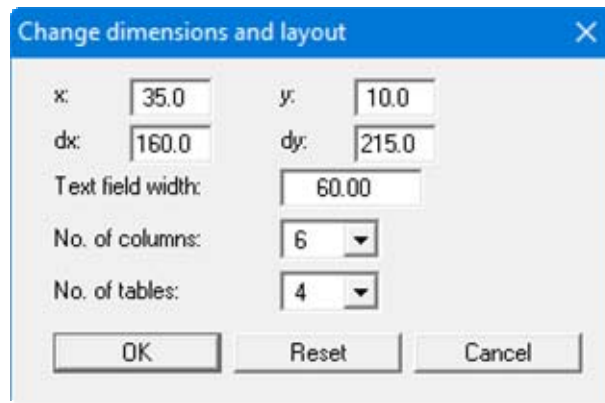 Change dimensions and layout
x: 35.0 y: 10.0
dx: 160.0 dy: 215.0
Text field width: 60.00
No. of columns: 6
No. of tables: 4
OK Reset Cancel